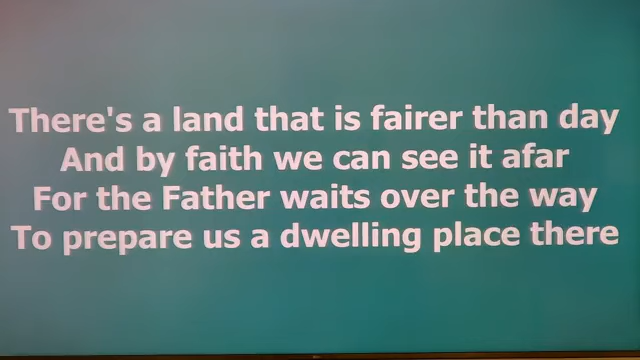 There's a land that is fairer than day
And by faith we can see it afar
For the Father waits over the way
To prepare us a dwelling place there